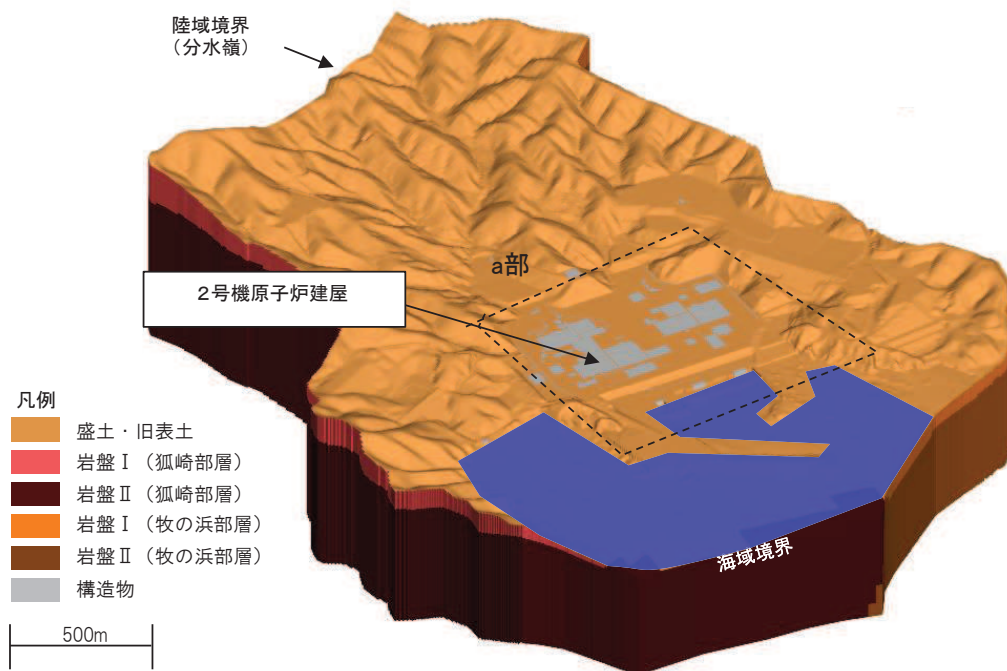 陸域境界
（分水嶺）
a部
２号機原子炉建屋
凡例
盛土・旧表土
岩盤Ⅰ（狐崎部層）
岩盤Ⅱ（狐崎部層）
岩盤Ⅰ（牧の浜部層）
岩盤Ⅱ（牧の浜部層）
構造物
海域境界
500m